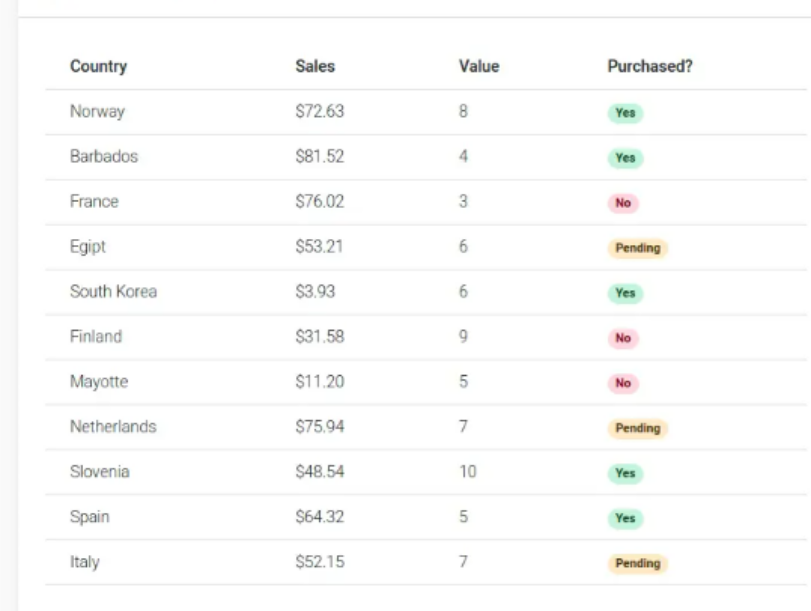 Country Sales Value Purchased?
Norway $72.63 8 Yes
Barbados $81.52 4 Yes
France $76.02 3 No
Egipt $53.21 6 Pending
South Korea $3.93 6 Yes
Finland $31.58 9 No
Mayotte $11.20 5 No
Netherlands $75.94 7 Pending
Slovenia $48.54 10 Yes
Spain $64.32 5 Yes
Italy $52.15 7 Pending